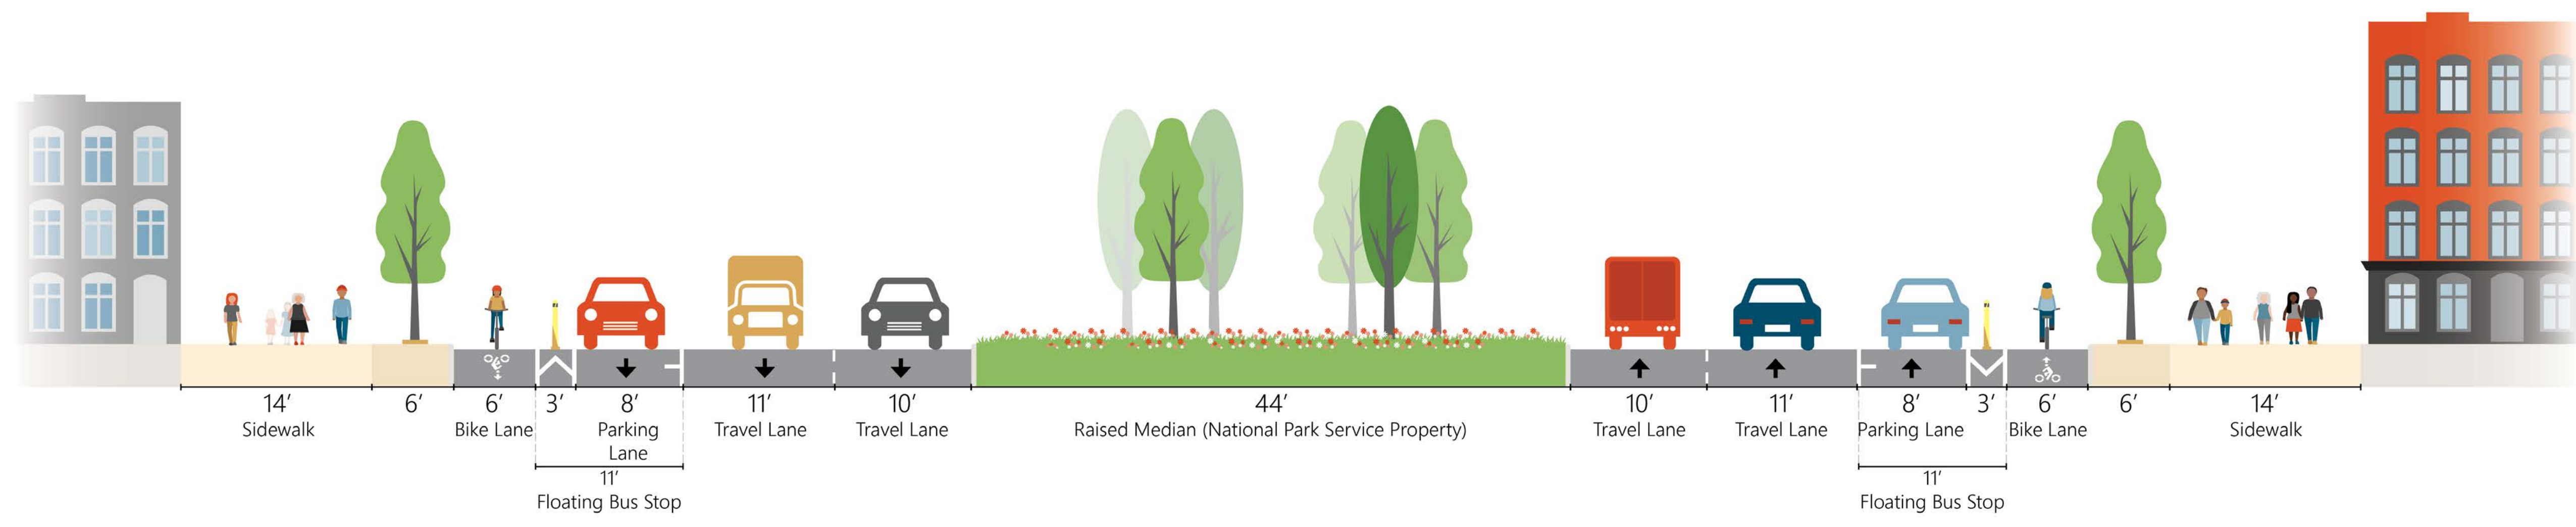 14′ 6′ 6′ 3′ 8′ 11′ 10′ 44′ 10′ 11′ 8′ 3′ 6′ 6′ 14′
Sidewalk Bike Lane Parking Travel Lane Travel Lane Raised Median (National Park Service Property) Travel Lane Travel Lane Parking Lane Bike Lane Sidewalk
Lane
11′ 11′
Floating Bus Stop Floating Bus Stop